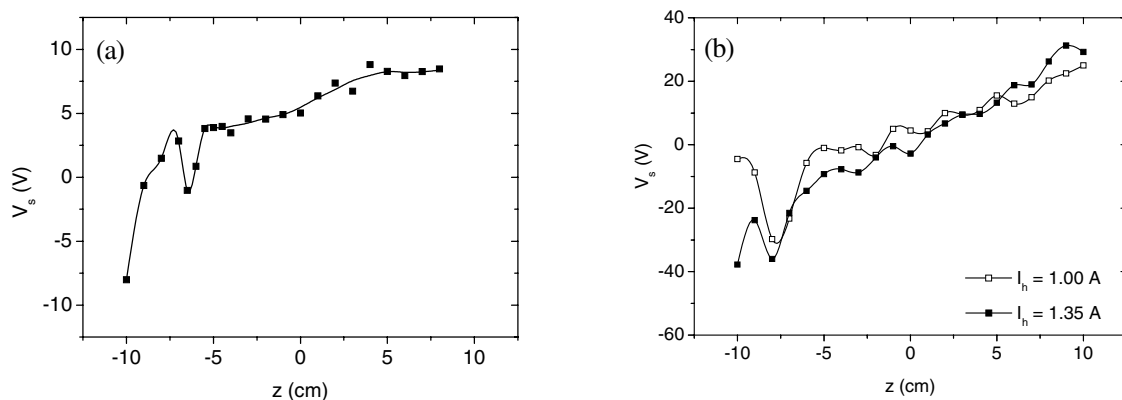 (a)
10
5
0
-5
-10
V_s (V)
-10 -5 0 5 10
z (cm)
(b)
40
20
0
-20
-40
-60
V_s (V)
I_h = 1.00 A
I_h = 1.35 A
-10 -5 0 5 10
z (cm)